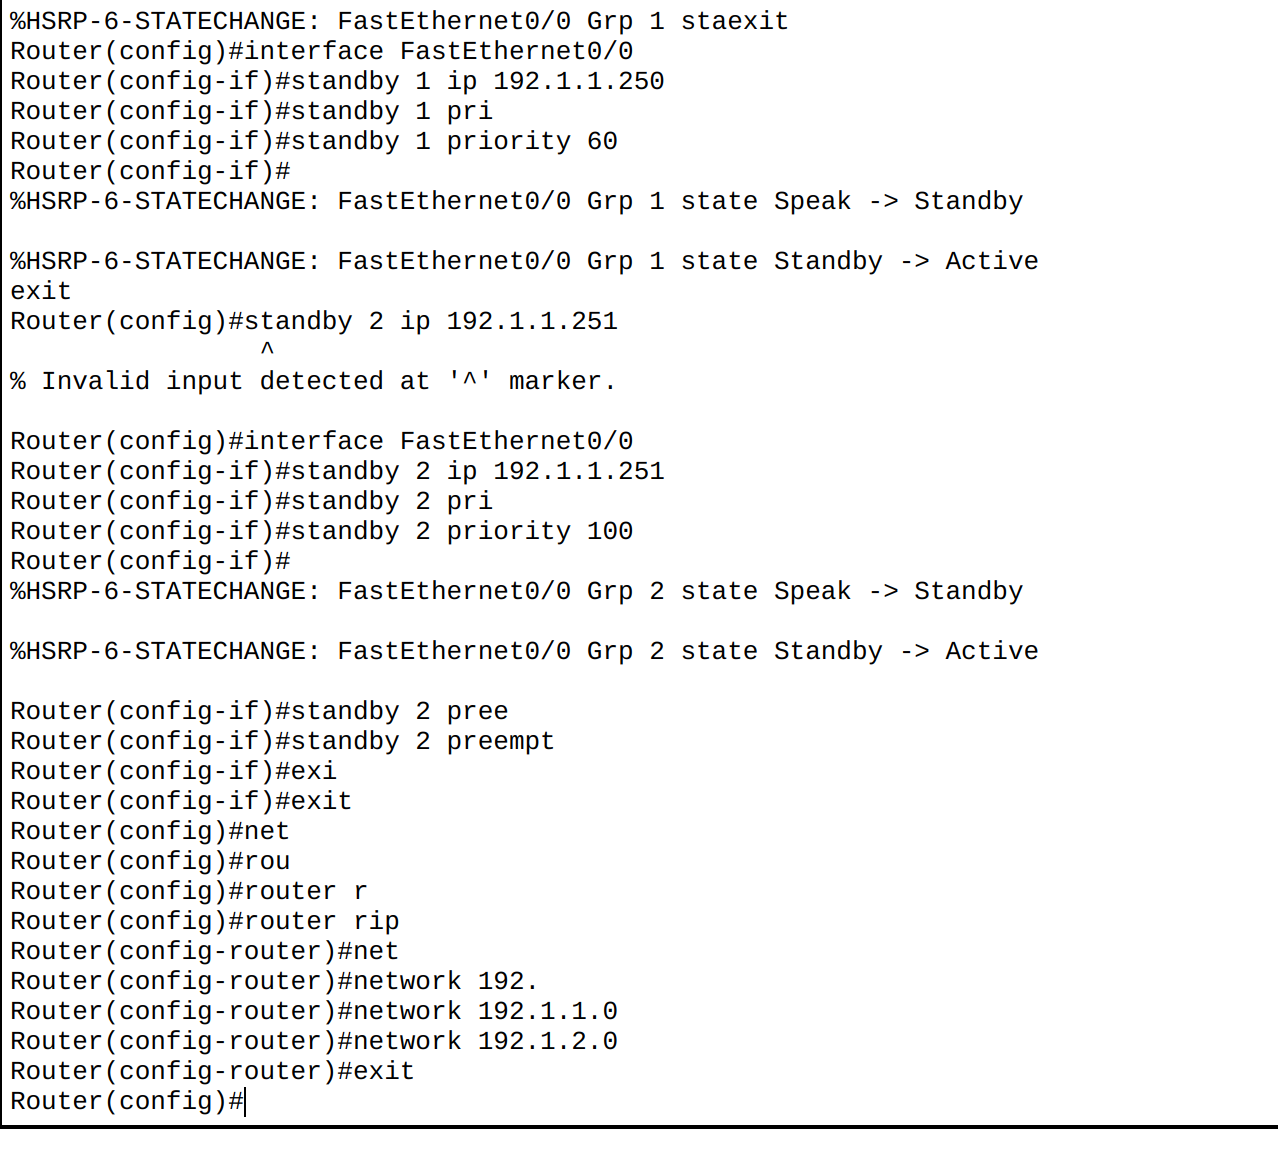 %HSRP-6-STATECHANGE: FastEthernet0/0 Grp 1 staexit
Router(config)#interface FastEthernet0/0
Router(config-if)#standby 1 ip 192.1.1.250
Router(config-if)#standby 1 pri
Router(config-if)#standby 1 priority 60
Router(config-if)#
%HSRP-6-STATECHANGE: FastEthernet0/0 Grp 1 state Speak -> Standby

%HSRP-6-STATECHANGE: FastEthernet0/0 Grp 1 state Standby -> Active
exit
Router(config)#standby 2 ip 192.1.1.251
                ^
% Invalid input detected at '^' marker.

Router(config)#interface FastEthernet0/0
Router(config-if)#standby 2 ip 192.1.1.251
Router(config-if)#standby 2 pri
Router(config-if)#standby 2 priority 100
Router(config-if)#
%HSRP-6-STATECHANGE: FastEthernet0/0 Grp 2 state Speak -> Standby

%HSRP-6-STATECHANGE: FastEthernet0/0 Grp 2 state Standby -> Active

Router(config-if)#standby 2 pree
Router(config-if)#standby 2 preempt
Router(config-if)#exi
Router(config-if)#exit
Router(config)#net
Router(config)#rou
Router(config)#router r
Router(config)#router rip
Router(config-router)#net
Router(config-router)#network 192.
Router(config-router)#network 192.1.1.0
Router(config-router)#network 192.1.2.0
Router(config-router)#exit
Router(config)#